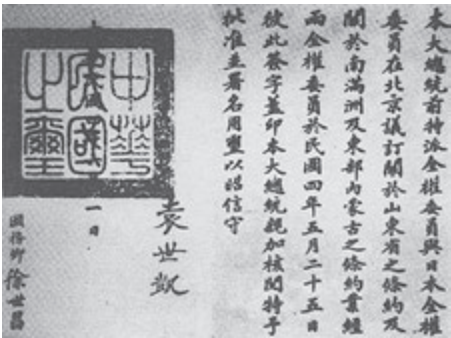 本大總統前特派全權委員與日本全權
委員在北京議訂關於山東省之條約及
關於南滿洲及東部內蒙古之條約業經
兩全權委員於民國四年五月二十五日
彼此簽字蓋印本大總統親加核閱特予
批准並署名用璽以昭信守
袁世凱
中華
民國
之璽
一日
國務卿 徐世昌